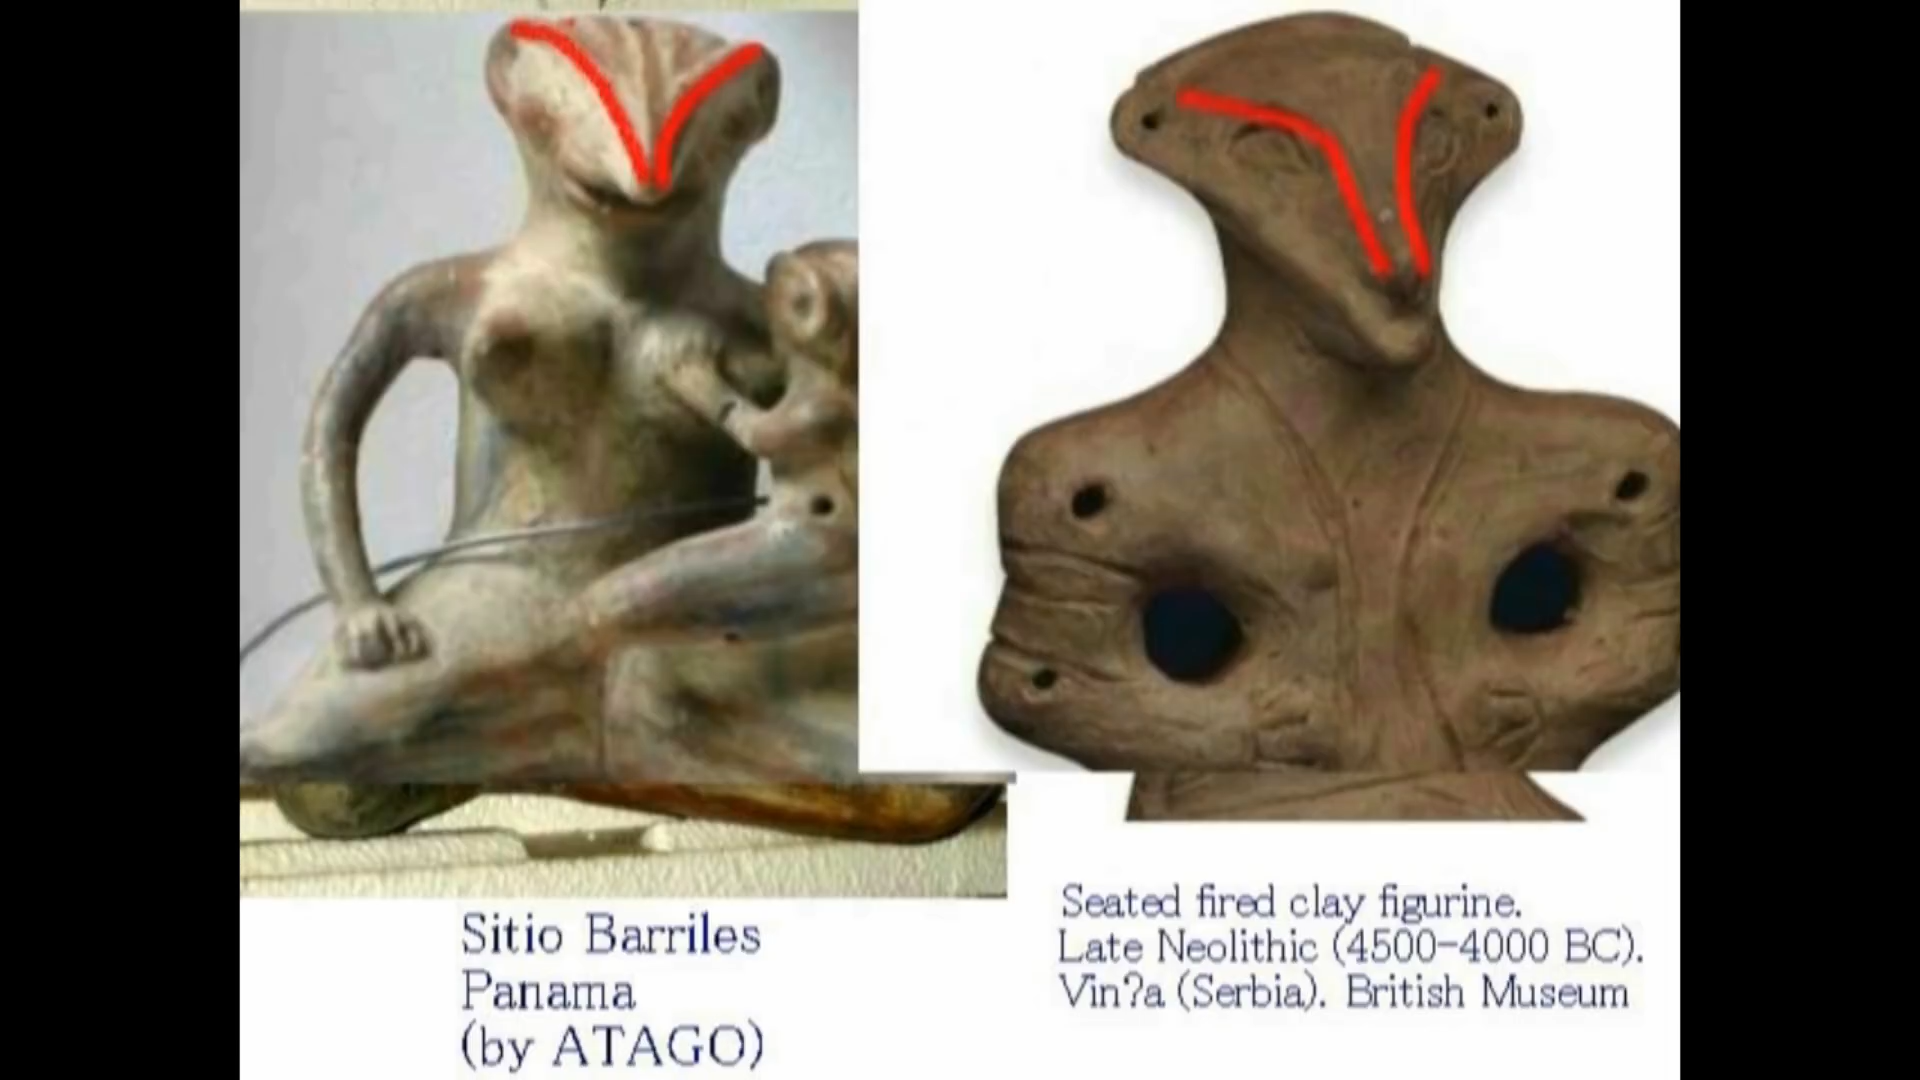 Sitio Barriles
Panama
(by ATAGO)
Seated fired clay figurine.
Late Neolithic (4500-4000 BC).
Vin?a (Serbia). British Museum